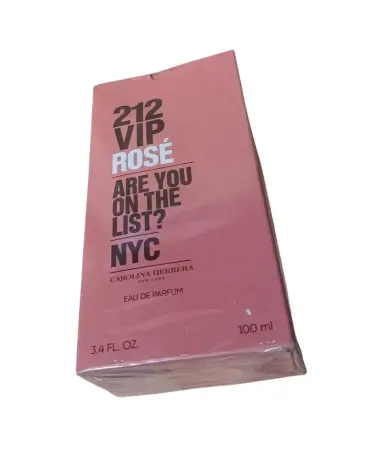 212
VIP
ROSÉ
ARE YOU
ON THE
LIST?
NYC
CAROLINA HERRERA
NEW YORK
EAU DE PARFUM
3.4 FL. OZ.
100 ml